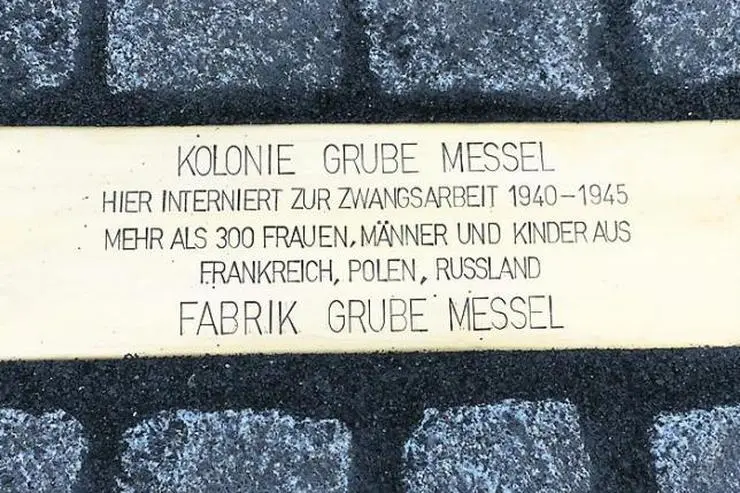 KOLONIE GRUBE MESSEL
HIER INTERNIERT ZUR ZWANGSARBEIT 1940–1945
MEHR ALS 300 FRAUEN, MÄNNER UND KINDER AUS
FRANKREICH, POLEN, RUSSLAND
FABRIK GRUBE MESSEL